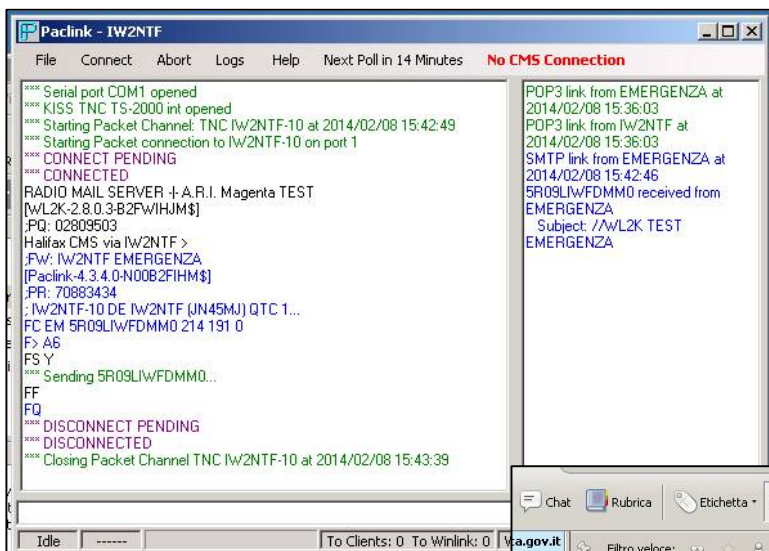 Paclink - IW2NTF
File Connect Abort Logs Help Next Poll in 14 Minutes No CMS Connection
*** Serial port COM1 opened
*** KISS TNC TS-2000 int opened
*** Starting Packet Channel: TNC IW2NTF-10 at 2014/02/08 15:42:49
*** Starting Packet connection to IW2NTF-10 on port 1
*** CONNECT PENDING
*** CONNECTED
RADIO MAIL SERVER -|- A.R.I. Magenta TEST
[WL2K-2.8.0.3-B2FWIHJM$]
;PQ: 02809503
Halifax CMS via IW2NTF >
;FW: IW2NTF EMERGENZA
[Paclink-4.3.4.0-N00B2FIHM$]
;PR: 70883434
; IW2NTF-10 DE IW2NTF (JN45MJ) QTC 1...
FC EM 5R09LIWFDMM0 214 191 0
F> A6
FS Y
*** Sending 5R09LIWFDMM0...
FF
FQ
*** DISCONNECT PENDING
*** DISCONNECTED
*** Closing Packet Channel TNC IW2NTF-10 at 2014/02/08 15:43:39
POP3 link from EMERGENZA at
2014/02/08 15:36:03
POP3 link from IW2NTF at
2014/02/08 15:36:03
SMTP link from EMERGENZA at
2014/02/08 15:42:46
5R09LIWFDMM0 received from
EMERGENZA
Subject: //WL2K TEST
EMERGENZA
Idle ------ To Clients: 0 To Winlink: 0
Chat Rubrica Etichetta
ca.gov.it Filtro veloce: